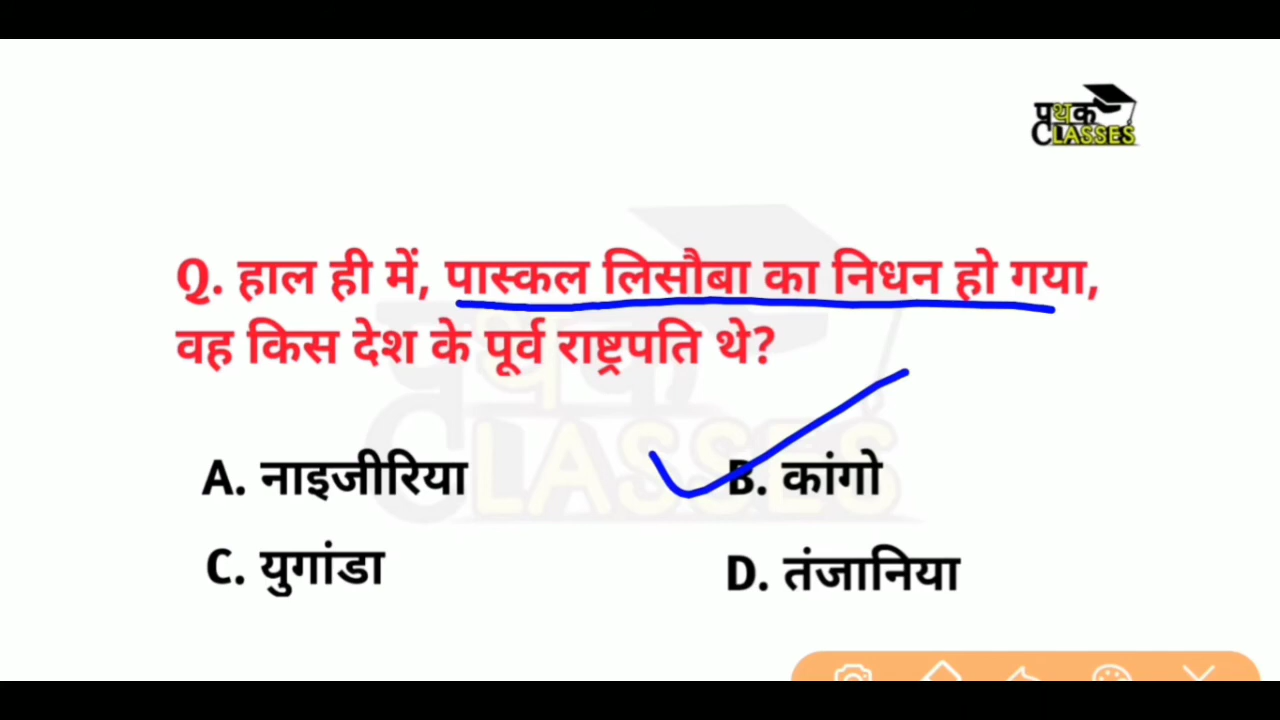 पृथक
CLASSES
Q. हाल ही में, पास्कल लिसौबा का निधन हो गया,
वह किस देश के पूर्व राष्ट्रपति थे?
A. नाइजीरिया
B. कांगो
C. युगांडा
D. तंजानिया